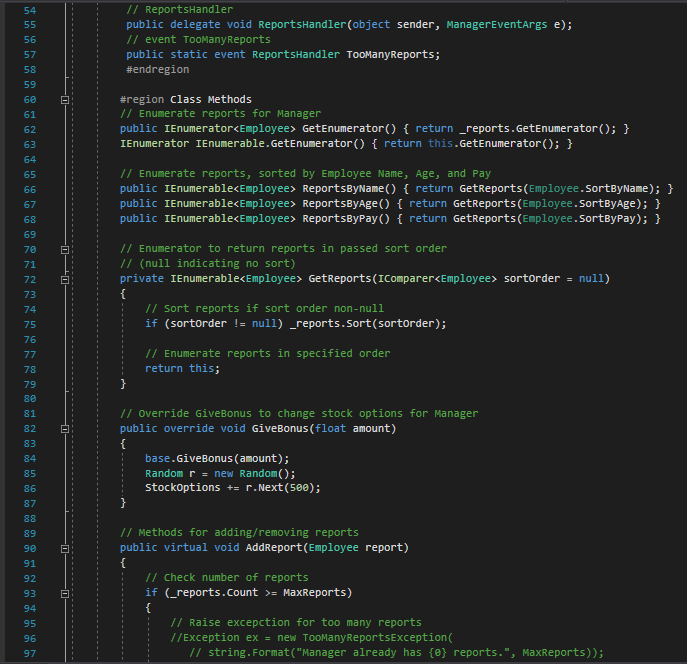 54 // ReportsHandler
55 public delegate void ReportsHandler(object sender, ManagerEventArgs e);
56 // event TooManyReports
57 public static event ReportsHandler TooManyReports;
58 #endregion
59
60 #region Class Methods
61 // Enumerate reports for Manager
62 public IEnumerator<Employee> GetEnumerator() { return _reports.GetEnumerator(); }
63 IEnumerator IEnumerable.GetEnumerator() { return this.GetEnumerator(); }
64
65 // Enumerate reports, sorted by Employee Name, Age, and Pay
66 public IEnumerable<Employee> ReportsByName() { return GetReports(Employee.SortByName); }
67 public IEnumerable<Employee> ReportsByAge() { return GetReports(Employee.SortByAge); }
68 public IEnumerable<Employee> ReportsByPay() { return GetReports(Employee.SortByPay); }
69
70 // Enumerator to return reports in passed sort order
71 // (null indicating no sort)
72 private IEnumerable<Employee> GetReports(IComparer<Employee> sortOrder = null)
73 {
74 // Sort reports if sort order non-null
75 if (sortOrder != null) _reports.Sort(sortOrder);
76
77 // Enumerate reports in specified order
78 return this;
79 }
80
81 // Override GiveBonus to change stock options for Manager
82 public override void GiveBonus(float amount)
83 {
84 base.GiveBonus(amount);
85 Random r = new Random();
86 StockOptions += r.Next(500);
87 }
88
89 // Methods for adding/removing reports
90 public virtual void AddReport(Employee report)
91 {
92 // Check number of reports
93 if (_reports.Count >= MaxReports)
94 {
95 // Raise excepction for too many reports
96 //Exception ex = new TooManyReportsException(
97 // string.Format("Manager already has {0} reports.", MaxReports));